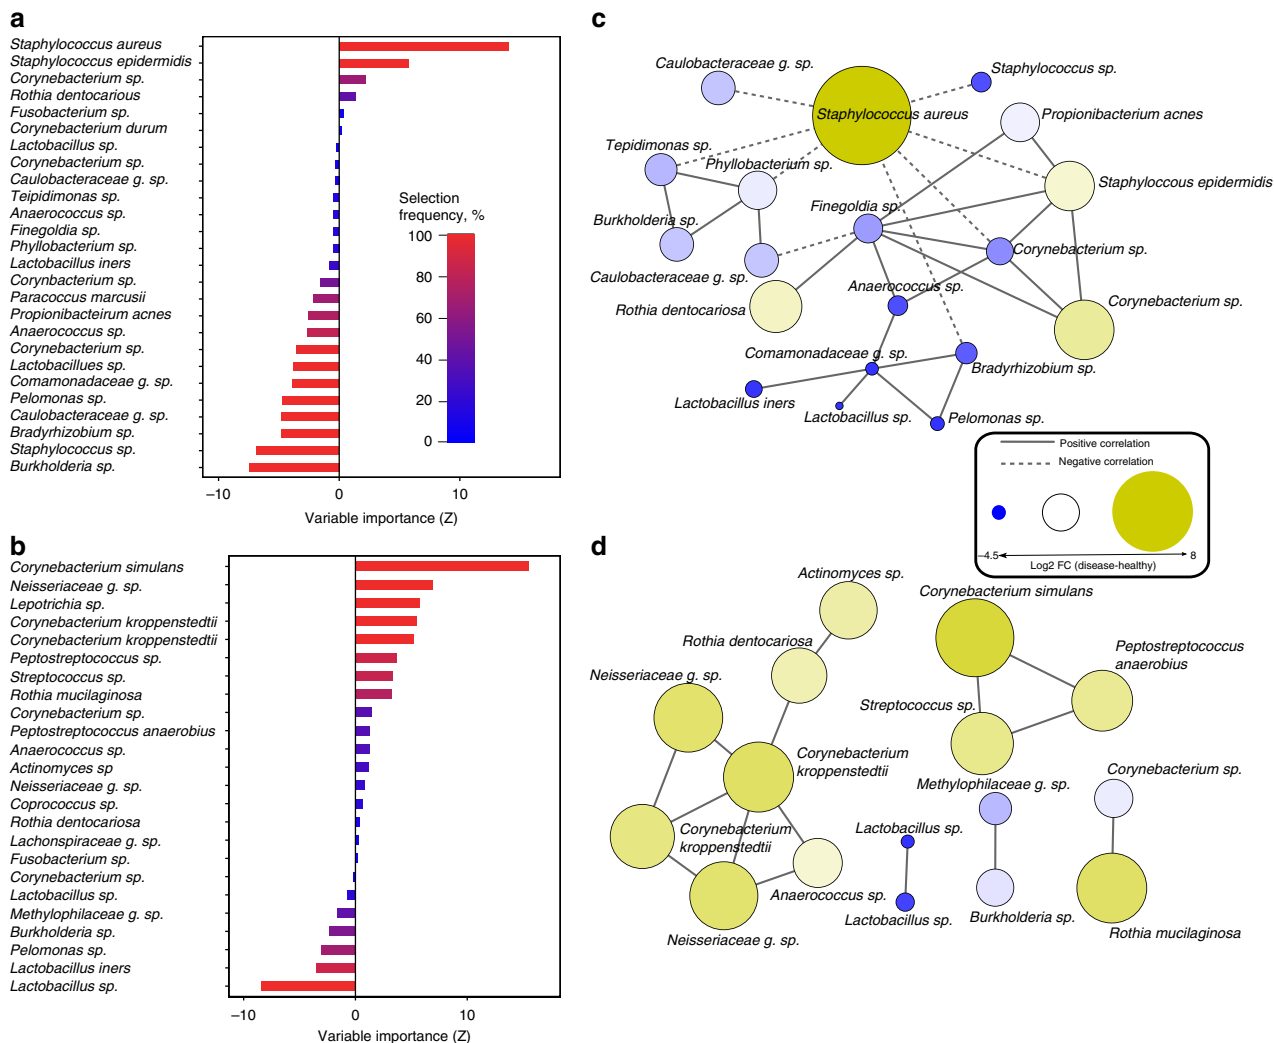 a
Staphylococcus aureus
Staphylococcus epidermidis
Corynebacterium sp.
Rothia dentocarious
Fusobacterium sp.
Corynebacterium durum
Lactobacillus sp.
Corynebacterium sp.
Caulobacteraceae g. sp.
Teipidimonas sp.
Anaerococcus sp.
Finegoldia sp.
Phyllobacterium sp.
Lactobacillus iners
Corynbacterium sp.
Paracoccus marcusii
Propionibacteirum acnes
Anaerococcus sp.
Corynebacterium sp.
Lactobacillues sp.
Comamonadaceae g. sp.
Pelomonas sp.
Caulobacteraceae g. sp.
Bradyrhizobium sp.
Staphylococcus sp.
Burkholderia sp.
Selection
frequency, %
100
80
60
40
20
0
−10 0 10
Variable importance (Z)
b
Corynebacterium simulans
Neisseriaceae g. sp.
Lepotrichia sp.
Corynebacterium kroppenstedtii
Corynebacterium kroppenstedtii
Peptostreptococcus sp.
Streptococcus sp.
Rothia mucilaginosa
Corynebacterium sp.
Peptostreptococcus anaerobius
Anaerococcus sp.
Actinomyces sp
Neisseriaceae g. sp.
Coprococcus sp.
Rothia dentocariosa
Lachonspiraceae g. sp.
Fusobacterium sp.
Corynebacterium sp.
Lactobacillus sp.
Methylophilaceae g. sp.
Burkholderia sp.
Pelomonas sp.
Lactobacillus iners
Lactobacillus sp.
−10 0 10
Variable importance (Z)
c
Caulobacteraceae g. sp.
Staphylococcus sp.
Staphylococcus aureus
Propionibacterium acnes
Tepidimonas sp.
Phyllobacterium sp.
Staphyloccous epidermidis
Finegoldia sp.
Burkholderia sp.
Corynebacterium sp.
Caulobacteraceae g. sp.
Anaerococcus sp.
Rothia dentocariosa
Corynebacterium sp.
Comamonadaceae g. sp.
Bradyrhizobium sp.
Lactobacillus iners
Lactobacillus sp.
Pelomonas sp.
Positive correlation
Negative correlation
−4.5 8
Log2 FC (disease-healthy)
d
Actinomyces sp.
Corynebacterium simulans
Rothia dentocariosa
Peptostreptococcus
anaerobius
Neisseriaceae g. sp.
Streptococcus sp.
Corynebacterium
kroppenstedtii
Methylophilaceae g. sp.
Corynebacterium sp.
Corynebacterium
kroppenstedtii
Lactobacillus sp.
Anaerococcus sp.
Lactobacillus sp.
Burkholderia sp.
Neisseriaceae g. sp.
Rothia mucilaginosa